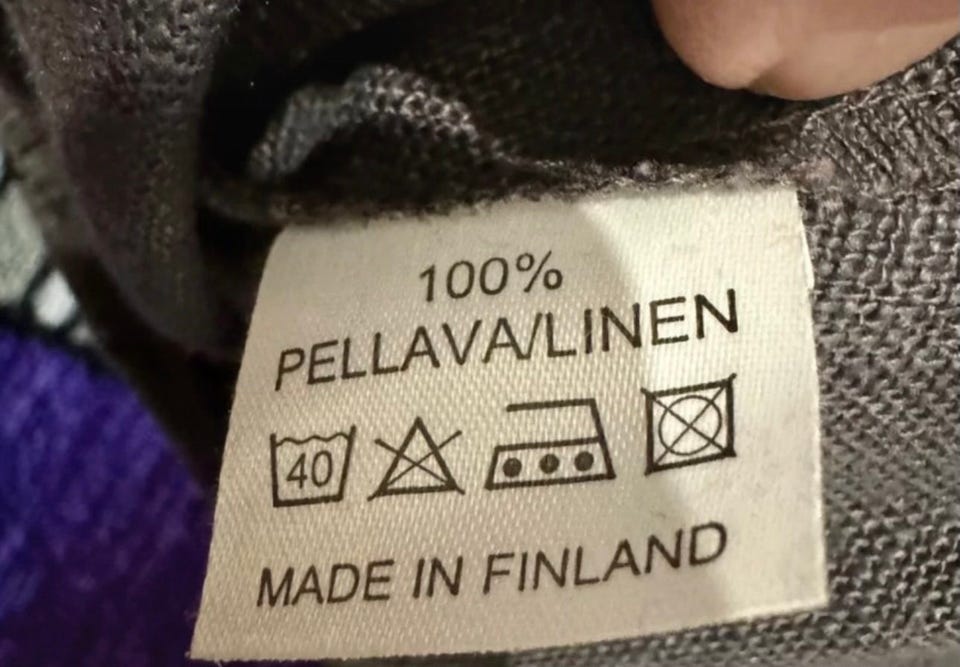 100%
PELLAVA/LINEN
40
MADE IN FINLAND